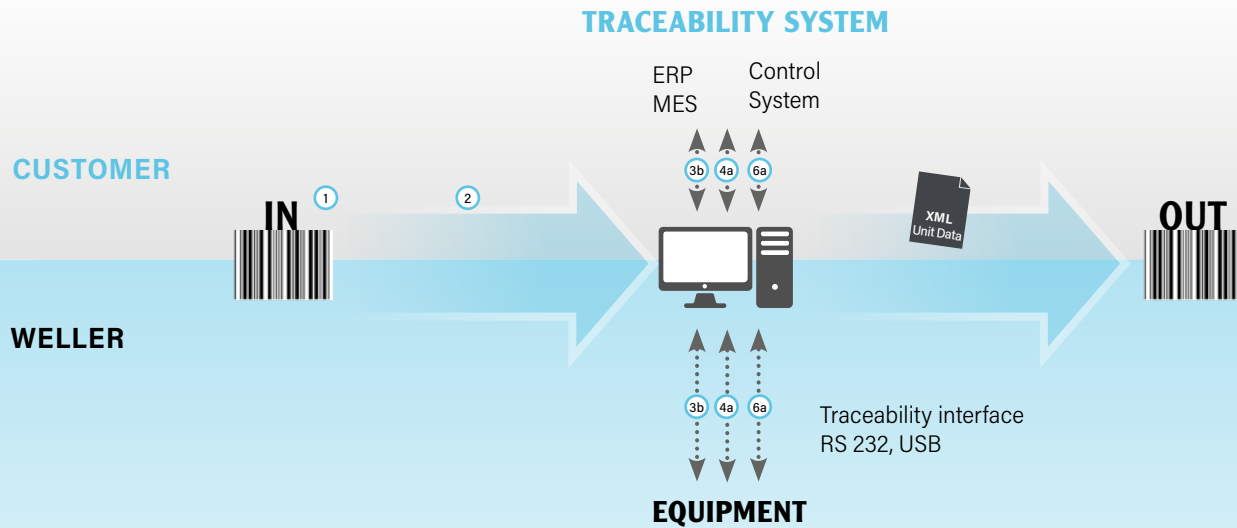 TRACEABILITY SYSTEM
ERP
MES
Control
System
3b
4a
6a
CUSTOMER
1
2
IN
XML
Unit Data
OUT
WELLER
3b
4a
6a
Traceability interface
RS 232, USB
EQUIPMENT